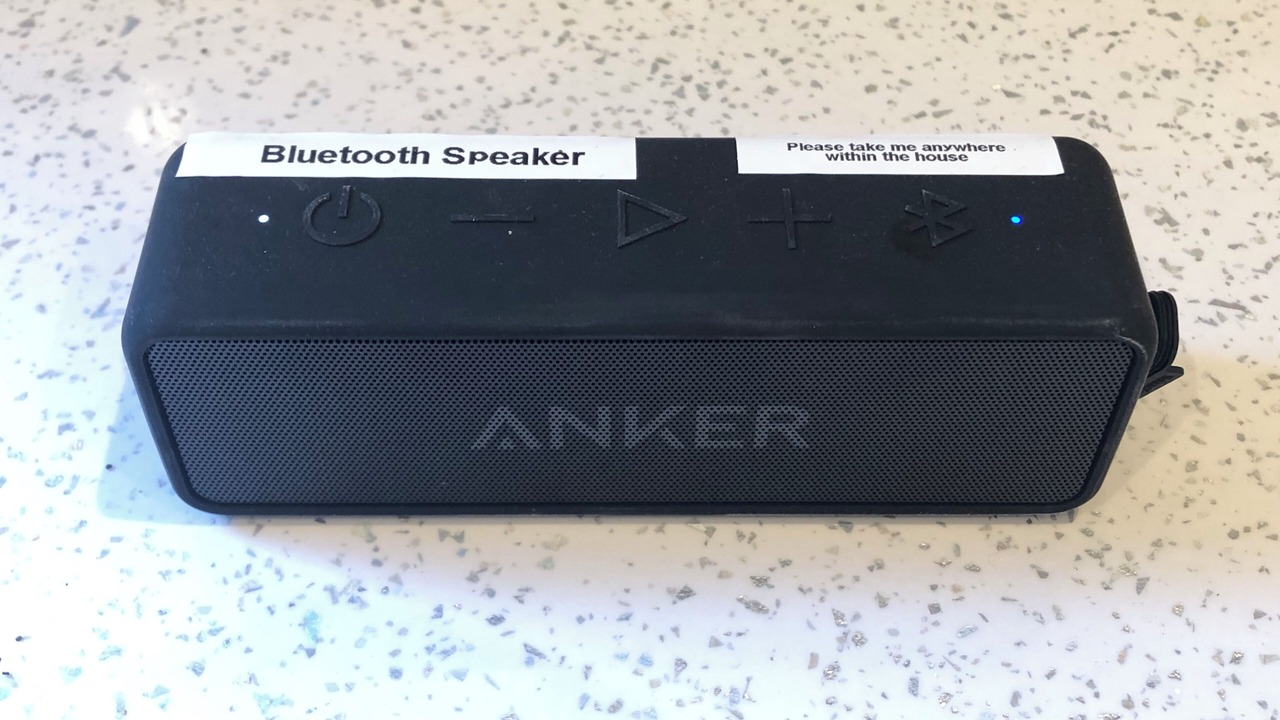 Bluetooth Speaker
Please take me anywhere
within the house
ANKER